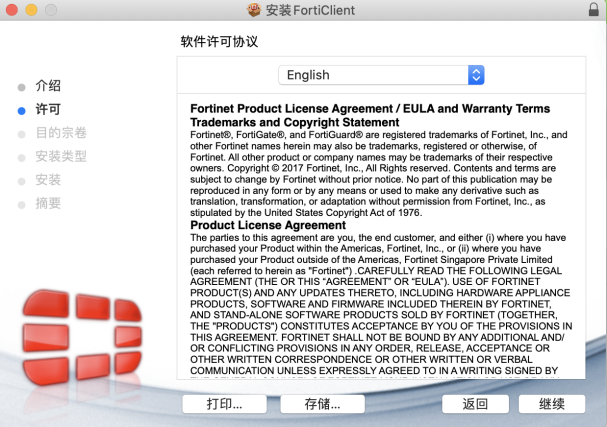 安装FortiClient
软件许可协议
English
介绍
许可
目的宗卷
安装类型
安装
摘要
Fortinet Product License Agreement / EULA and Warranty Terms
Trademarks and Copyright Statement
Fortinet®, FortiGate®, and FortiGuard® are registered trademarks of Fortinet, Inc., and
other Fortinet names herein may also be trademarks, registered or otherwise, of
Fortinet. All other product or company names may be trademarks of their respective
owners. Copyright © 2017 Fortinet, Inc., All Rights reserved. Contents and terms are
subject to change by Fortinet without prior notice. No part of this publication may be
reproduced in any form or by any means or used to make any derivative such as
translation, transformation, or adaptation without permission from Fortinet, Inc., as
stipulated by the United States Copyright Act of 1976.
Product License Agreement
The parties to this agreement are you, the end customer, and either (i) where you have
purchased your Product within the Americas, Fortinet, Inc., or (ii) where you have
purchased your Product outside of the Americas, Fortinet Singapore Private Limited
(each referred to herein as "Fortinet") .CAREFULLY READ THE FOLLOWING LEGAL
AGREEMENT (THE OR THIS “AGREEMENT” OR “EULA”). USE OF FORTINET
PRODUCT(S) AND ANY UPDATES THERETO, INCLUDING HARDWARE APPLIANCE
PRODUCTS, SOFTWARE AND FIRMWARE INCLUDED THEREIN BY FORTINET,
AND STAND-ALONE SOFTWARE PRODUCTS SOLD BY FORTINET (TOGETHER,
THE "PRODUCTS") CONSTITUTES ACCEPTANCE BY YOU OF THE PROVISIONS IN
THIS AGREEMENT. FORTINET SHALL NOT BE BOUND BY ANY ADDITIONAL AND/
OR CONFLICTING PROVISIONS IN ANY ORDER, RELEASE, ACCEPTANCE OR
OTHER WRITTEN CORRESPONDENCE OR OTHER WRITTEN OR VERBAL
COMMUNICATION UNLESS EXPRESSLY AGREED TO IN A WRITING SIGNED BY
打印...
存储...
返回
继续